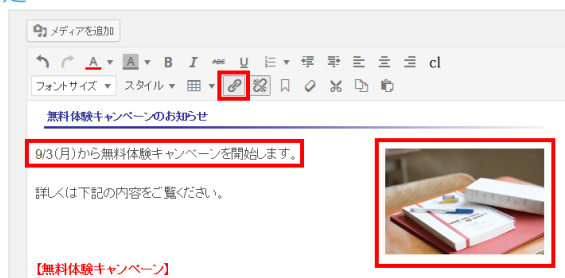 メディアを追加
A A B I ABC U cl
フォントサイズ スタイル
無料体験キャンペーンのお知らせ
9/3(月)から無料体験キャンペーンを開始します。
詳しくは下記の内容をご覧ください。
【無料体験キャンペーン】